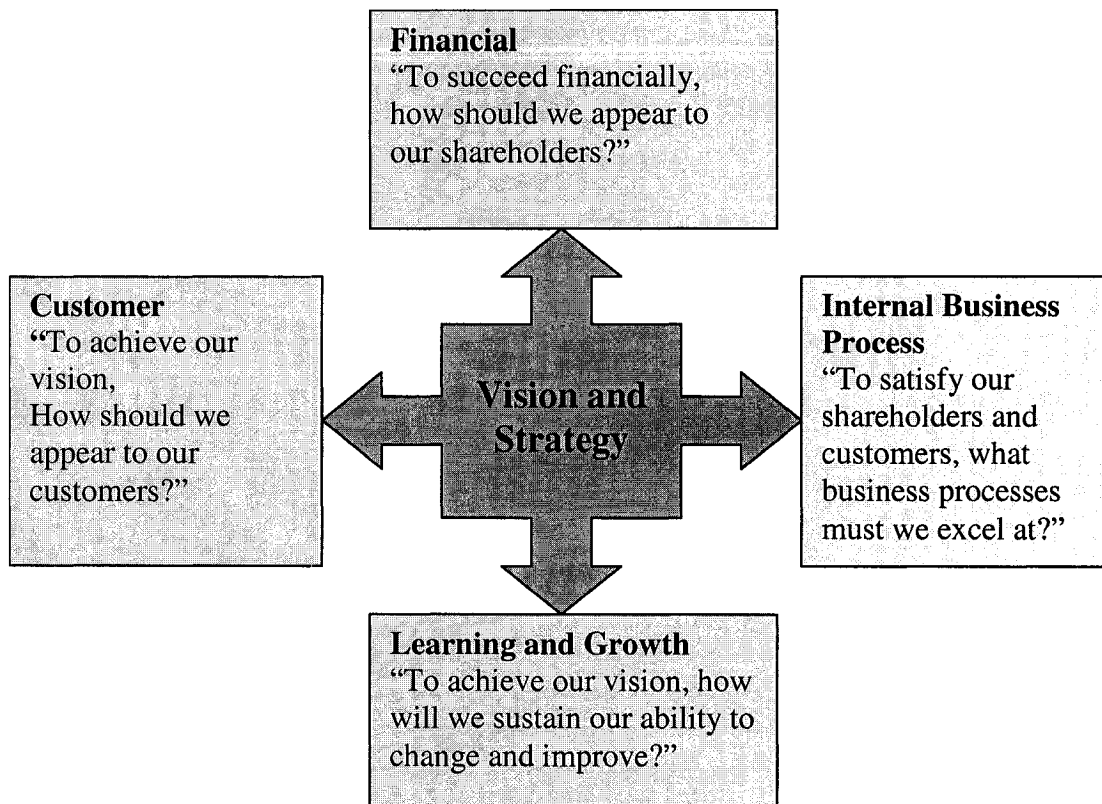 Financial
“To succeed financially,
how should we appear to
our shareholders?”
Customer
“To achieve our
vision,
How should we
appear to our
customers?”
Vision and
Strategy
Internal Business
Process
“To satisfy our
shareholders and
customers, what
business processes
must we excel at?”
Learning and Growth
“To achieve our vision, how
will we sustain our ability to
change and improve?”